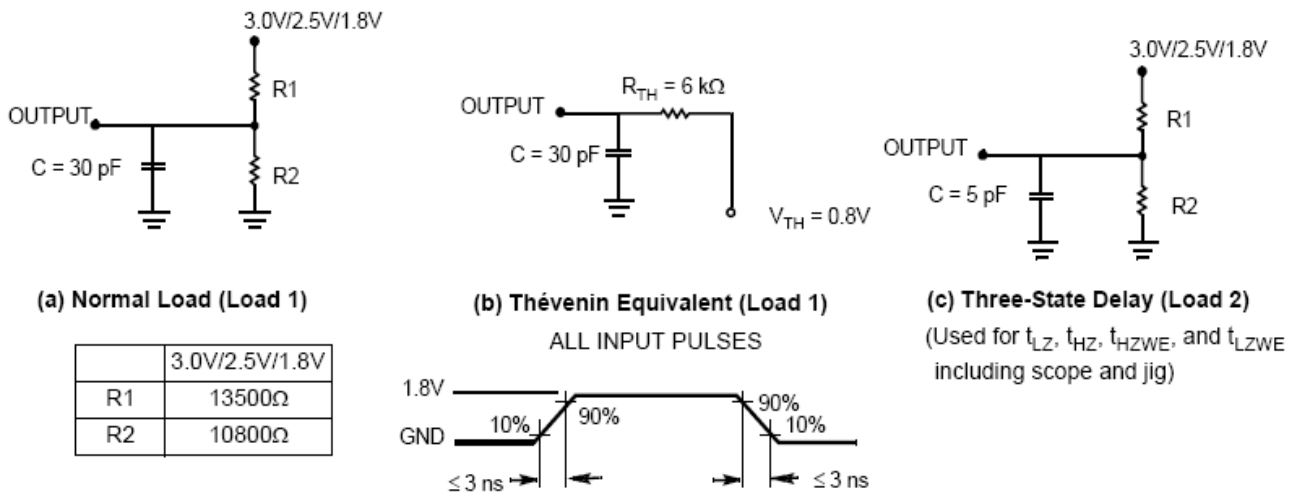 3.0V/2.5V/1.8V
R1
OUTPUT
C = 30 pF
R2
(a) Normal Load (Load 1)
R_TH = 6 kΩ
OUTPUT
C = 30 pF
V_TH = 0.8V
(b) Thévenin Equivalent (Load 1)
3.0V/2.5V/1.8V
R1
OUTPUT
C = 5 pF
R2
(c) Three-State Delay (Load 2)
(Used for t_LZ, t_HZ, t_HZWE, and t_LZWE
including scope and jig)
3.0V/2.5V/1.8V
R1 13500Ω
R2 10800Ω
ALL INPUT PULSES
1.8V
90% 90%
10% 10%
GND
≤ 3 ns ≤ 3 ns